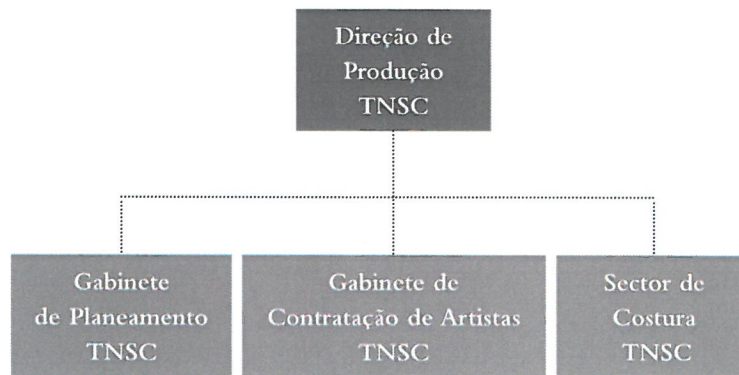 Direção de
Produção
TNSC
Gabinete
de Planeamento
TNSC
Gabinete de
Contratação de Artistas
TNSC
Sector de
Costura
TNSC